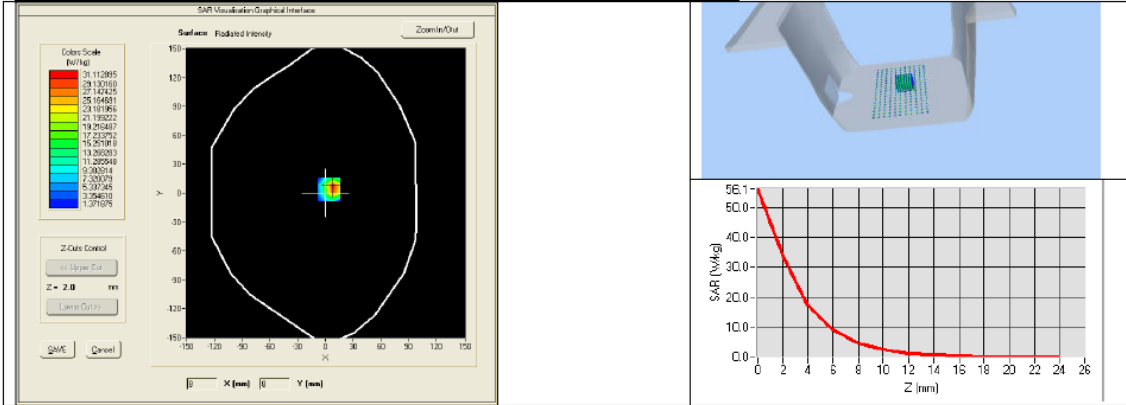 SAR Visualisation Graphical Interface
Surface Radiated Intensity
Zoom In/Out
Colors Scale
(W/kg)
31.112895
29.130160
27.147425
25.164691
23.181956
21.199222
19.216487
17.233752
15.251018
13.268283
11.285548
9.302814
7.320079
5.337345
3.354610
1.371875
Z-Cuts Control
<< Upper Cut
Z = 2.0 mm
Lower Cut >>
SAVE Cancel
150
120
90
60
30
Y 0
-30
-60
-90
-120
-150
-150 -120 -90 -60 -30 0 30 60 90 120 150
X
8 X (mm) 8 Y (mm)
56.1
50.0
40.0
30.0
20.0
10.0
0.0
SAR (W/kg)
0 2 4 6 8 10 12 14 16 18 20 22 24 26
Z (mm)